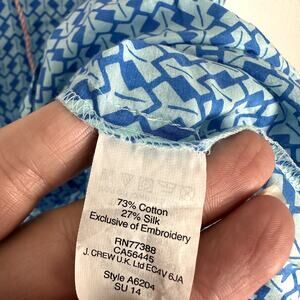 73% Cotton
27% Silk
Exclusive of Embroidery
RN77388
CA56445
J. CREW U.K. Ltd EC4V 6JA
Style A6204
SU 14